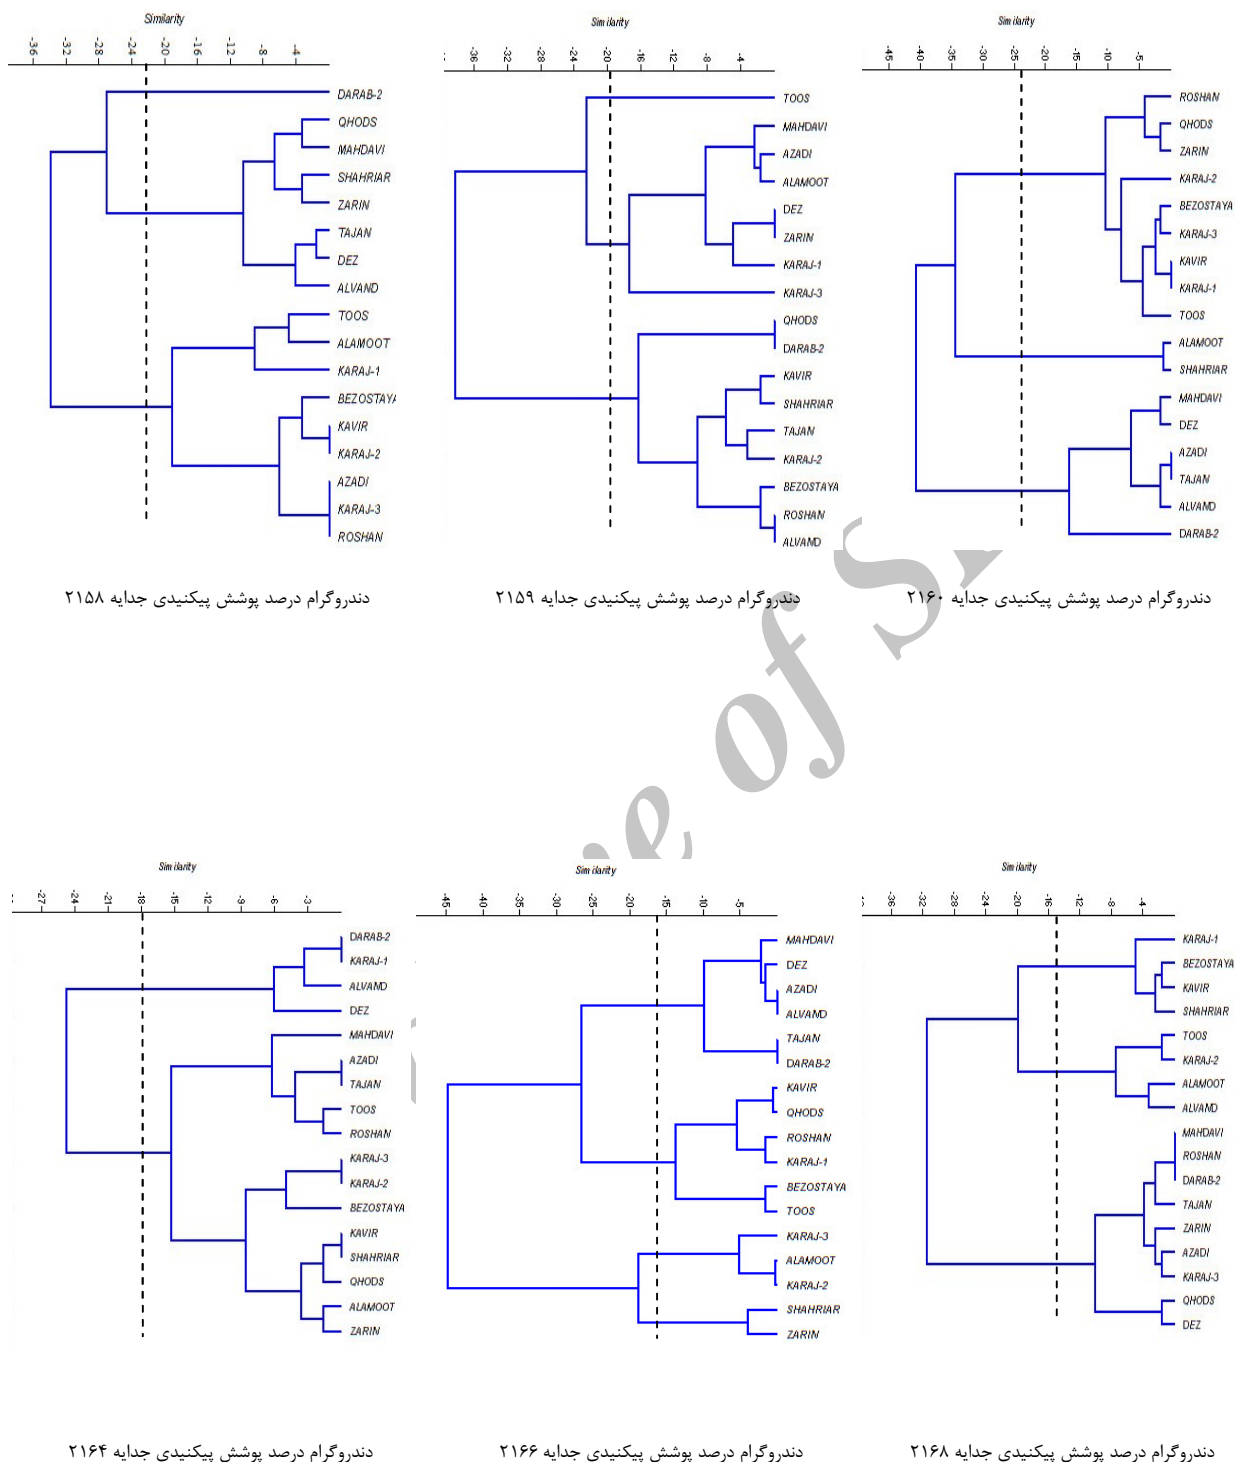 Similarity
-36 -32 -28 -24 -20 -16 -12 -8 -4
DARAB-2
QHODS
MAHDAVI
SHAHRIAR
ZARIN
TAJAN
DEZ
ALVAND
TOOS
ALAMOOT
KARAJ-1
BEZOSTAYA
KAVIR
KARAJ-2
AZADI
KARAJ-3
ROSHAN
دندروگرام درصد پوشش پیکنیدی جدایه ۲۱۵۸
Similarity
-36 -32 -28 -24 -20 -16 -12 -8 -4
TOOS
MAHDAVI
AZADI
ALAMOOT
DEZ
ZARIN
KARAJ-1
KARAJ-3
QHODS
DARAB-2
KAVIR
SHAHRIAR
TAJAN
KARAJ-2
BEZOSTAYA
ROSHAN
ALVAND
دندروگرام درصد پوشش پیکنیدی جدایه ۲۱۵۹
Similarity
-45 -35 -30 -25 -20 -15 -10 -5
ROSHAN
QHODS
ZARIN
KARAJ-2
BEZOSTAYA
KARAJ-3
KAVIR
KARAJ-1
TOOS
ALAMOOT
SHAHRIAR
MAHDAVI
DEZ
AZADI
TAJAN
ALVAND
DARAB-2
دندروگرام درصد پوشش پیکنیدی جدایه ۲۱۶۰
of
Similarity
-27 -24 -21 -18 -15 -12 -9 -6 -3
DARAB-2
KARAJ-1
ALVAND
DEZ
MAHDAVI
AZADI
TAJAN
TOOS
ROSHAN
KARAJ-3
KARAJ-2
BEZOSTAYA
KAVIR
SHAHRIAR
QHODS
ALAMOOT
ZARIN
دندروگرام درصد پوشش پیکنیدی جدایه ۲۱۶۴
Similarity
-45 -40 -35 -30 -25 -20 -15 -10 -5
MAHDAVI
DEZ
AZADI
ALVAND
TAJAN
DARAB-2
KAVIR
QHODS
ROSHAN
KARAJ-1
BEZOSTAYA
TOOS
KARAJ-3
ALAMOOT
KARAJ-2
SHAHRIAR
ZARIN
دندروگرام درصد پوشش پیکنیدی جدایه ۲۱۶۶
Similarity
-36 -32 -28 -24 -20 -16 -12 -8 -4
KARAJ-1
BEZOSTAYA
KAVIR
SHAHRIAR
TOOS
KARAJ-2
ALAMOOT
ALVAND
MAHDAVI
ROSHAN
DARAB-2
TAJAN
ZARIN
AZADI
KARAJ-3
QHODS
DEZ
دندروگرام درصد پوشش پیکنیدی جدایه ۲۱۶۸